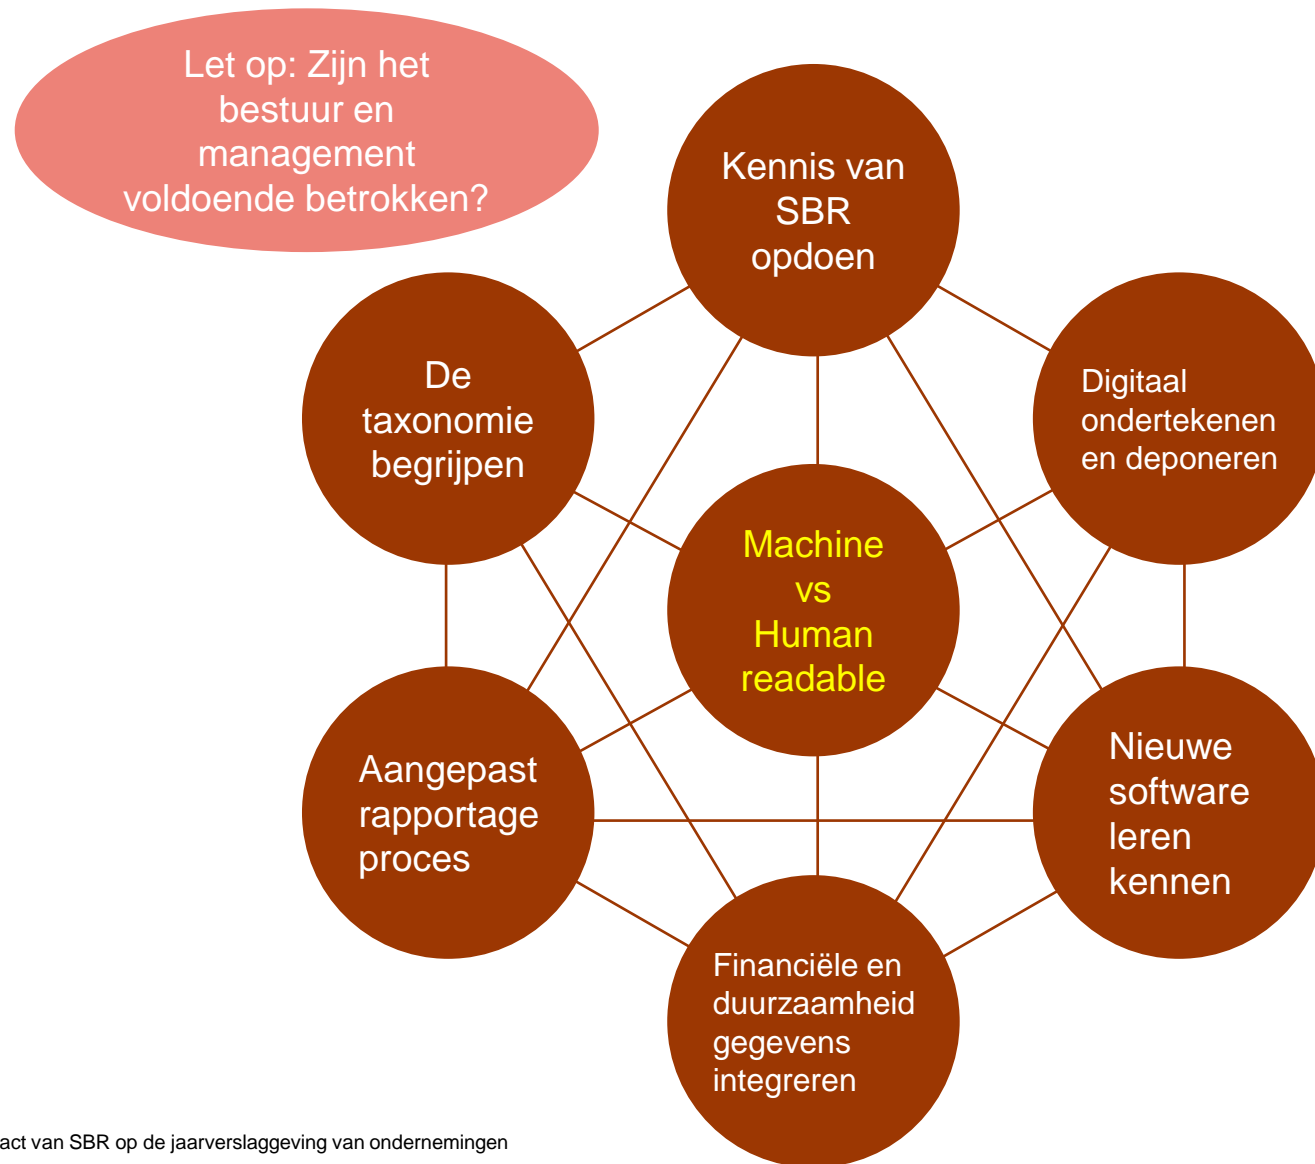 Let op: Zijn het
bestuur en
management
voldoende betrokken?
Kennis van
SBR
opdoen
De
taxonomie
begrijpen
Digitaal
ondertekenen
en deponeren
Machine
vs
Human
readable
Aangepast
rapportage
proces
Nieuwe
software
leren
kennen
Financiële en
duurzaamheid
gegevens
integreren
act van SBR op de jaarverslaggeving van ondernemingen